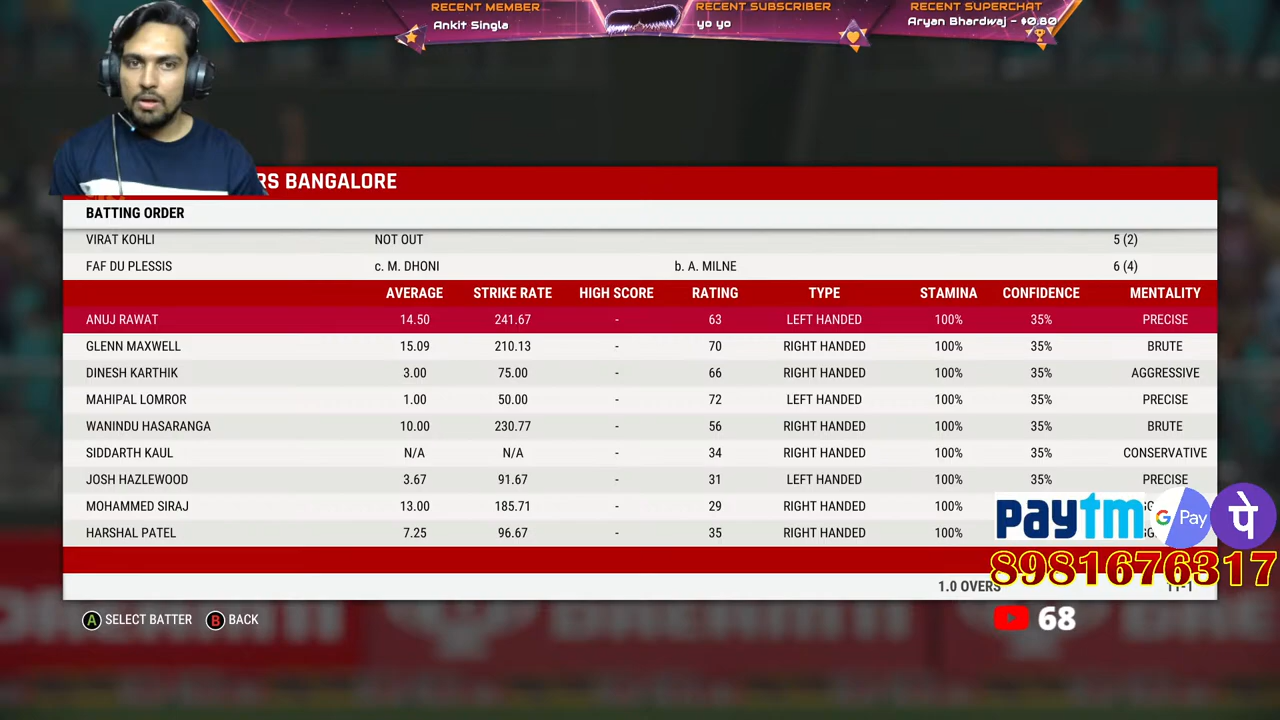 RECENT MEMBER
Ankit Singla
RECENT SUBSCRIBER
yo yo
RECENT SUPERCHAT
Aryan Bhardwaj - $0.80
RS BANGALORE
BATTING ORDER
VIRAT KOHLI NOT OUT 5 (2)
FAF DU PLESSIS c. M. DHONI b. A. MILNE 6 (4)
AVERAGE STRIKE RATE HIGH SCORE RATING TYPE STAMINA CONFIDENCE MENTALITY
ANUJ RAWAT 14.50 241.67 - 63 LEFT HANDED 100% 35% PRECISE
GLENN MAXWELL 15.09 210.13 - 70 RIGHT HANDED 100% 35% BRUTE
DINESH KARTHIK 3.00 75.00 - 66 RIGHT HANDED 100% 35% AGGRESSIVE
MAHIPAL LOMROR 1.00 50.00 - 72 LEFT HANDED 100% 35% PRECISE
WANINDU HASARANGA 10.00 230.77 - 56 RIGHT HANDED 100% 35% BRUTE
SIDDARTH KAUL N/A N/A - 34 RIGHT HANDED 100% 35% CONSERVATIVE
JOSH HAZLEWOOD 3.67 91.67 - 31 LEFT HANDED 100% 35% PRECISE
MOHAMMED SIRAJ 13.00 185.71 - 29 RIGHT HANDED 100%
HARSHAL PATEL 7.25 96.67 - 35 RIGHT HANDED 100%
paytm G Pay पे
8981676317
1.0 OVERS 11-1
A SELECT BATTER B BACK
68